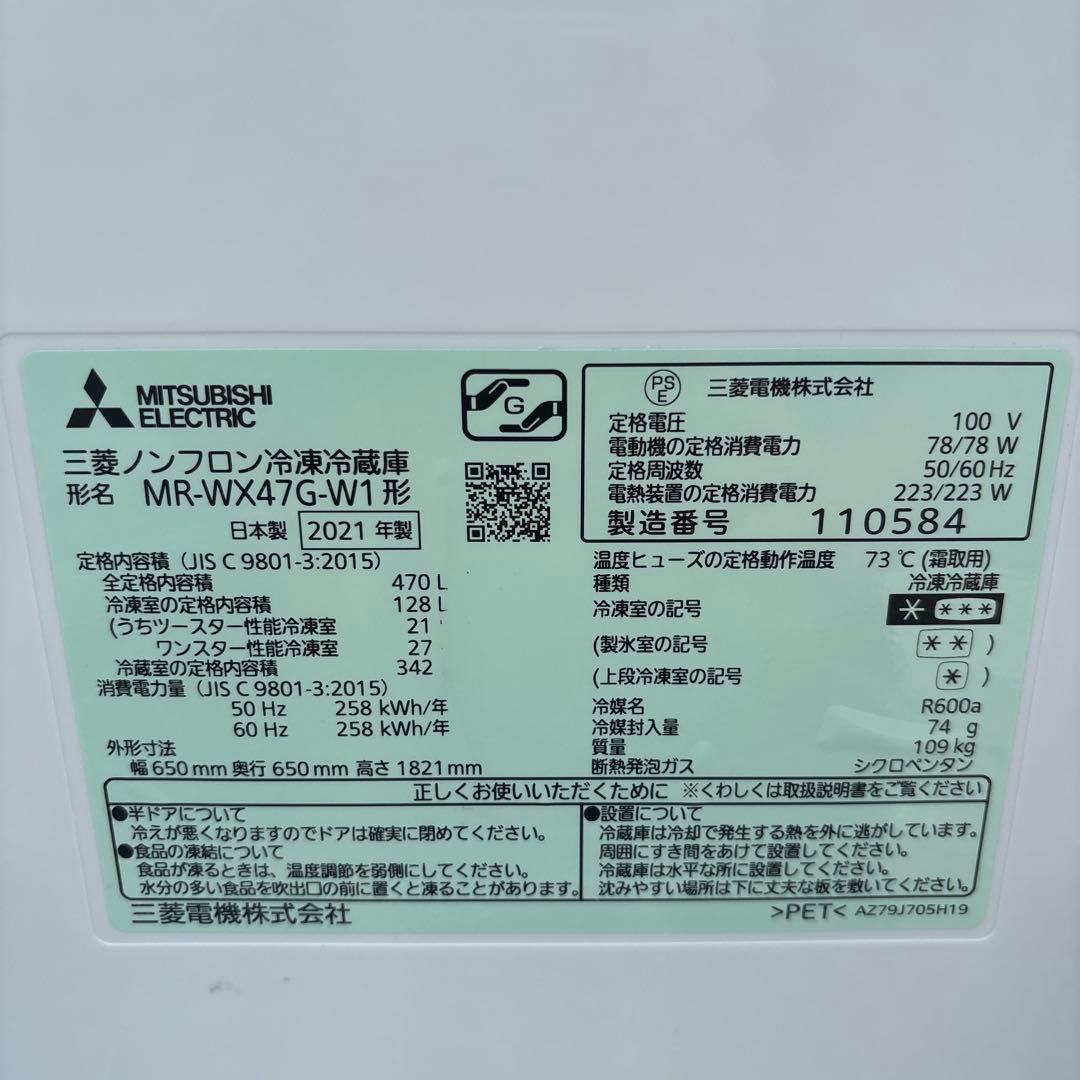 MITSUBISHI
ELECTRIC
G
三菱ノンフロン冷凍冷蔵庫
形名 MR-WX47G-W1形
日本製 2021 年製
PS
E
三菱電機株式会社
定格電圧 100 V
電動機の定格消費電力 78/78 W
定格周波数 50/60 Hz
電熱装置の定格消費電力 223/223 W
製造番号 110584
定格内容積 (JIS C 9801-3:2015)
全定格内容積 470 L
冷凍室の定格内容積 128 L
(うちツースター性能冷凍室 21
ワンスター性能冷凍室 27
冷蔵室の定格内容積 342
消費電力量 (JIS C 9801-3:2015)
50 Hz 258 kWh/年
60 Hz 258 kWh/年
外形寸法
幅 650 mm 奥行 650 mm 高さ 1821 mm
温度ヒューズの定格動作温度 73 ℃ (霜取用)
種類 冷凍冷蔵庫
冷凍室の記号 * ***
(製氷室の記号 ** )
(上段冷凍室の記号 * )
冷媒名 R600a
冷媒封入量 74 g
質量 109 kg
断熱発泡ガス シクロペンタン
正しくお使いいただくために ※くわしくは取扱説明書をご覧ください
●半ドアについて
冷えが悪くなりますのでドアは確実に閉めてください。
●食品の凍結について
食品が凍るときは、温度調節を弱側にしてください。
水分の多い食品を吹出口の前に置くと凍ることがあります。
●設置について
冷蔵庫は冷却で発生する熱を外に逃がしています。
周囲にすき間をあけて設置してください。
冷蔵庫は水平な所に設置してください。
沈みやすい場所は下に丈夫な板を敷いてください。
三菱電機株式会社
>PET< AZ79J705H19